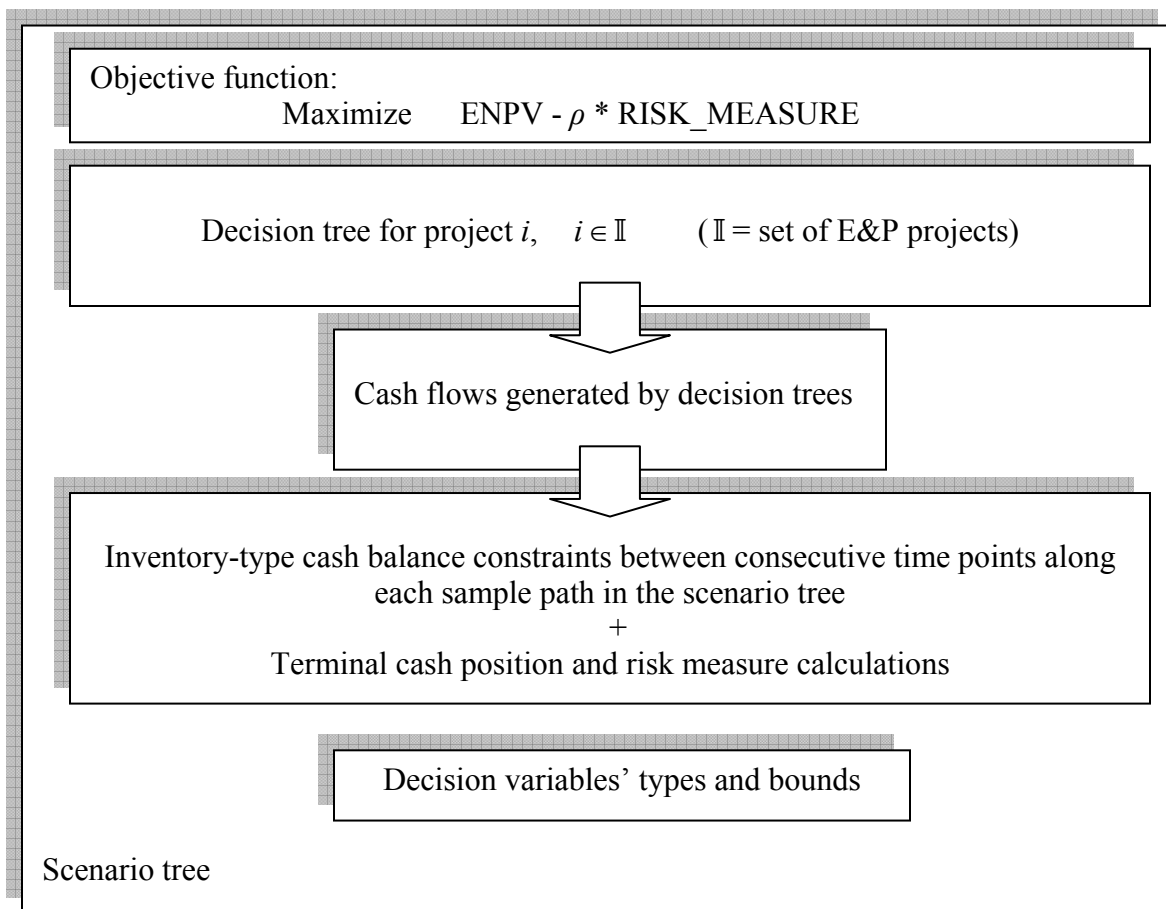 Objective function:
Maximize ENPV - ρ * RISK_MEASURE
Decision tree for project i, i ∈ 𝕀 ( 𝕀 = set of E&P projects)
Cash flows generated by decision trees
Inventory-type cash balance constraints between consecutive time points along
each sample path in the scenario tree
+
Terminal cash position and risk measure calculations
Decision variables’ types and bounds
Scenario tree